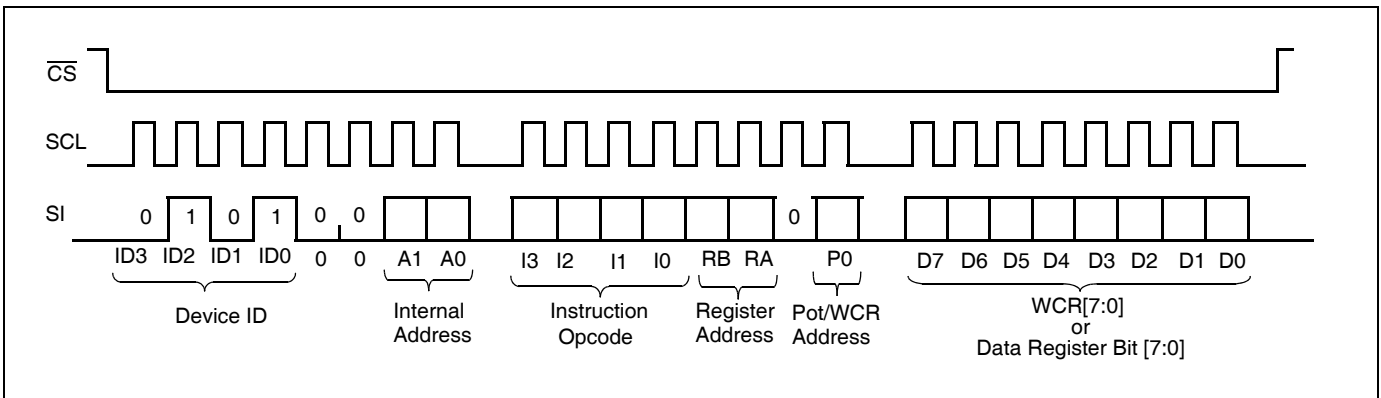 CS
SCL
SI
0 1 0 1 0 0 0
ID3 ID2 ID1 ID0 0 0 A1 A0 I3 I2 I1 I0 RB RA P0 D7 D6 D5 D4 D3 D2 D1 D0
Device ID
Internal
Address
Instruction
Opcode
Register
Address
Pot/WCR
Address
WCR[7:0]
or
Data Register Bit [7:0]